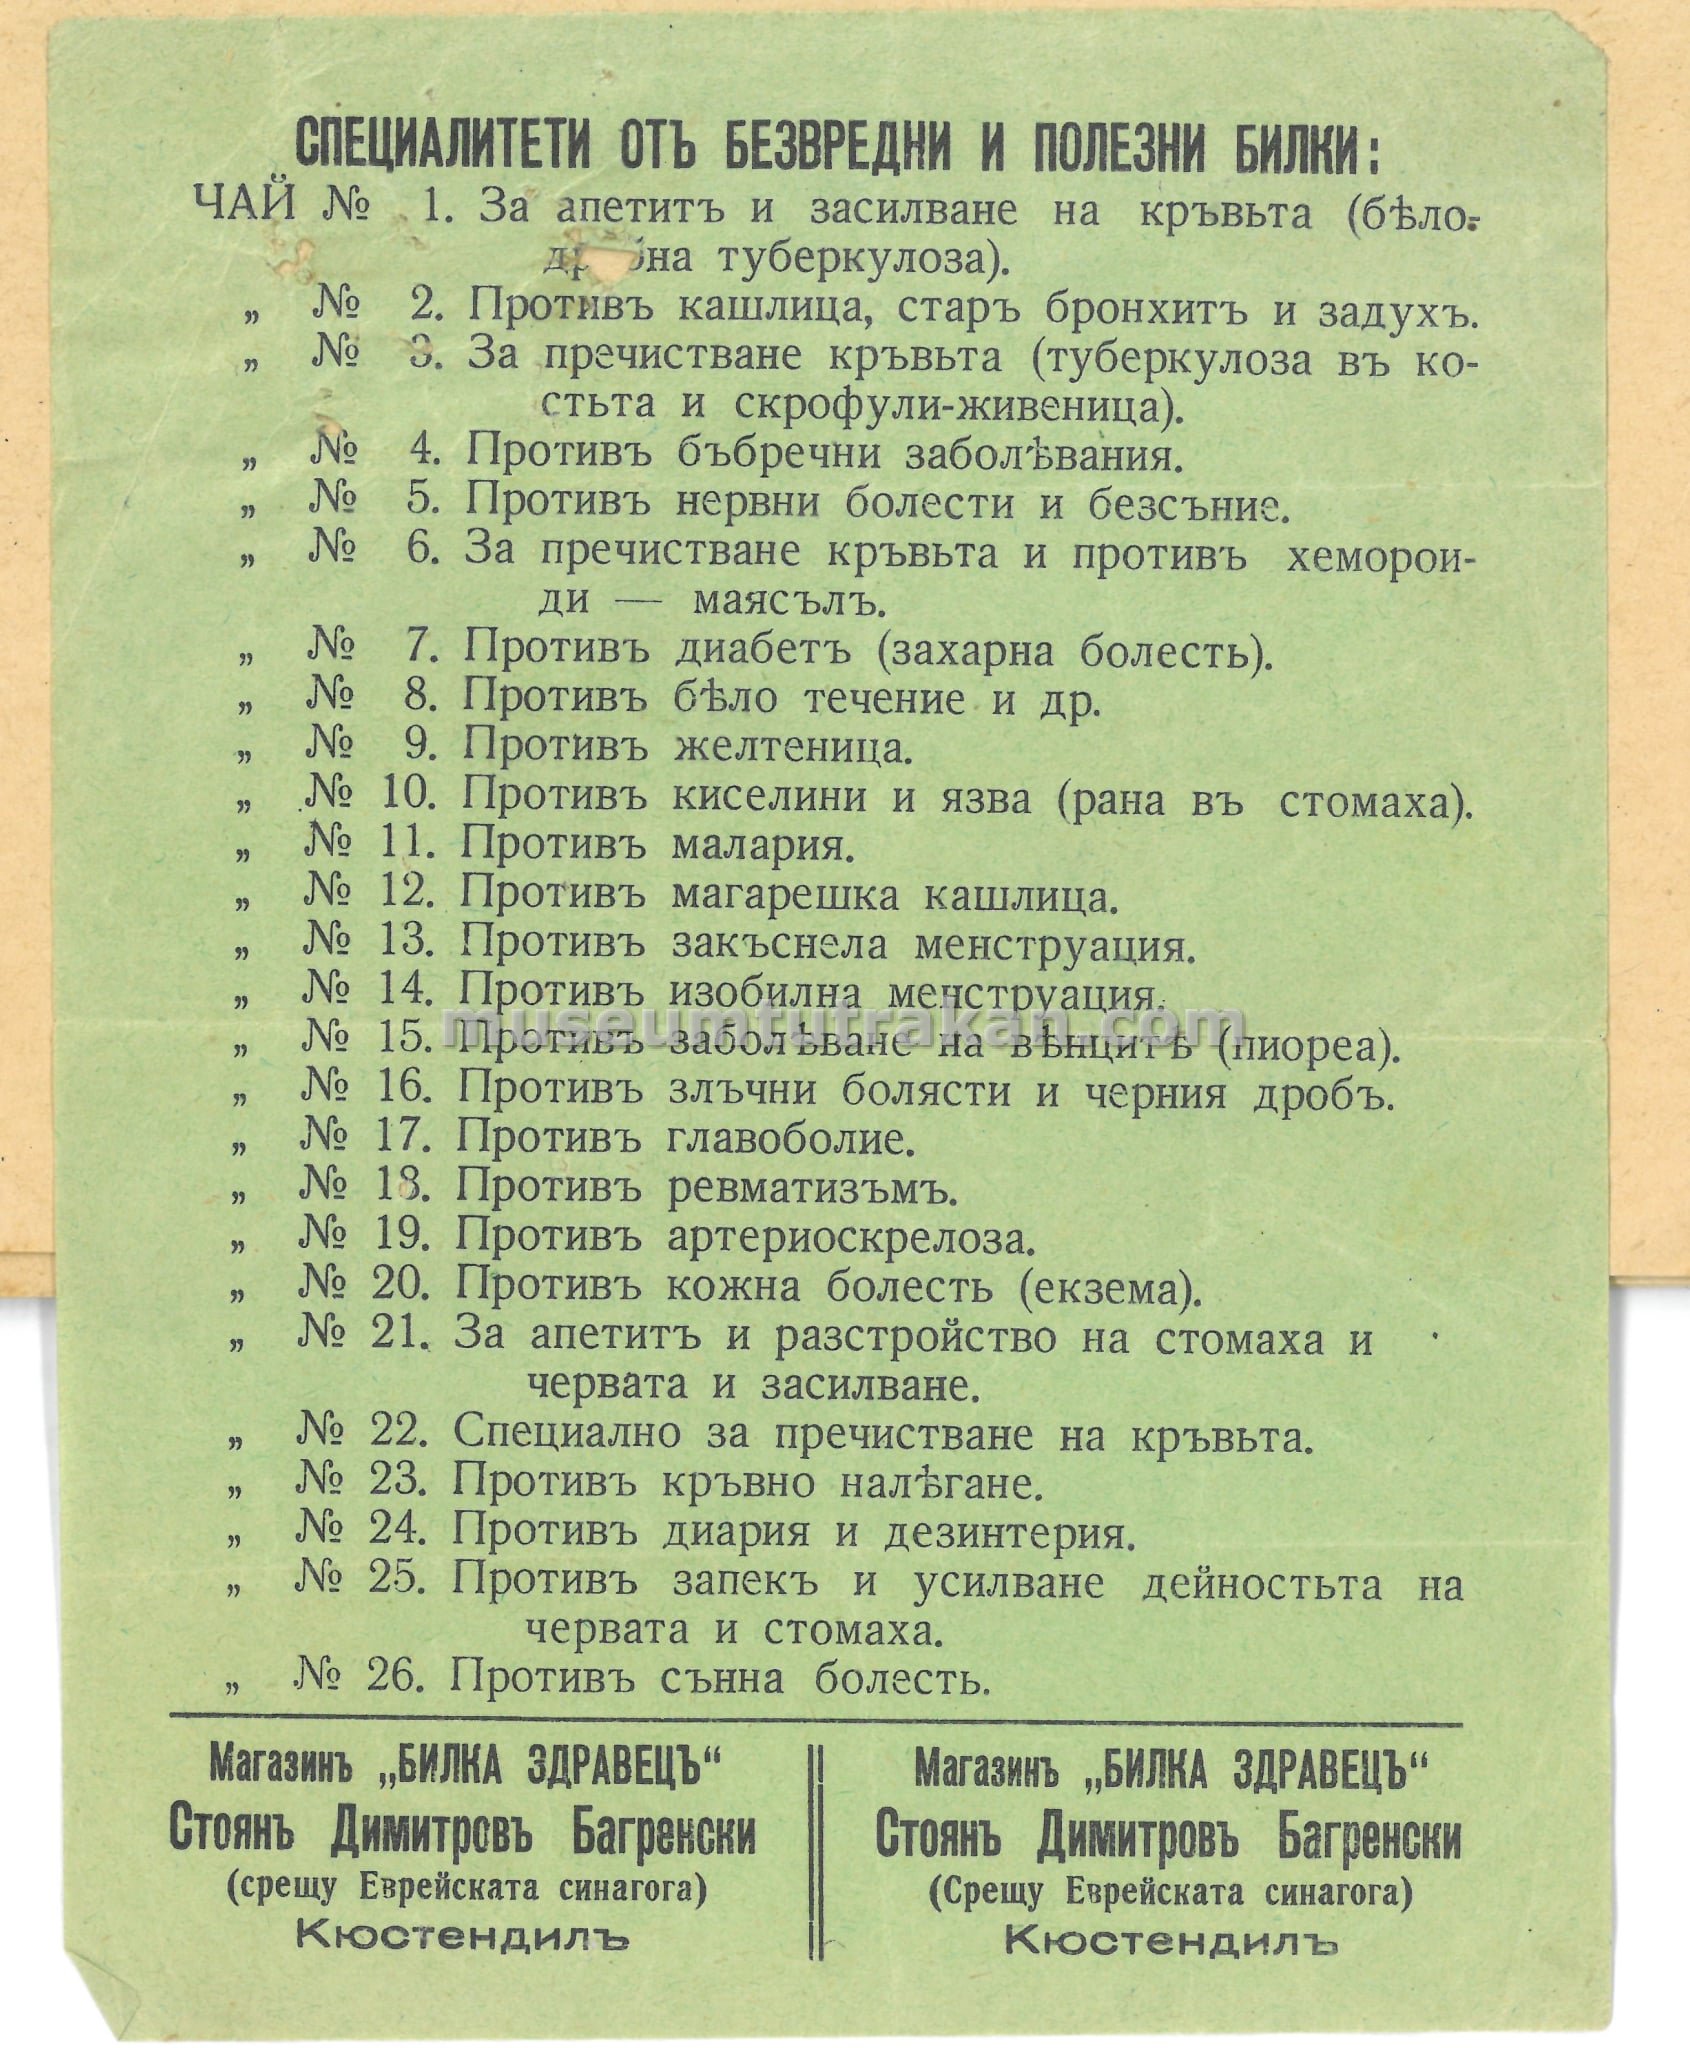 СПЕЦИАЛИТЕТИ ОТЪ БЕЗВРЕДНИ И ПОЛЕЗНИ БИЛКИ:
ЧАЙ № 1. За апетитъ и засилване на кръвьта (бѣло-
на туберкулоза).
„ № 2. Противъ кашлица, старъ бронхитъ и задухъ.
„ № 3. За пречистване кръвьта (туберкулоза въ ко-
стьта и скрофули-живеница).
„ № 4. Противъ бъбречни заболѣвания.
„ № 5. Противъ нервни болести и безсъние.
„ № 6. За пречистване кръвьта и противъ хеморои-
ди — маясълъ.
„ № 7. Противъ диабетъ (захарна болесть).
„ № 8. Противъ бѣло течение и др.
„ № 9. Противъ желтеница.
„ № 10. Противъ киселини и язва (рана въ стомаха).
„ № 11. Противъ малария.
„ № 12. Противъ магарешка кашлица.
„ № 13. Противъ закъснела менструация.
„ № 14. Противъ изобилна менструация.
museumtutrakan.com
„ № 15. Противъ заболѣване на вѣнцитѣ (пиореа).
„ № 16. Противъ злъчни болясти и черния дробъ.
„ № 17. Противъ главоболие.
„ № 18. Противъ ревматизъмъ.
„ № 19. Противъ артериоскрелоза.
„ № 20. Противъ кожна болесть (екзема).
„ № 21. За апетитъ и разстройство на стомаха и
червата и засилване.
„ № 22. Специално за пречистване на кръвьта.
„ № 23. Противъ кръвно налѣгане.
„ № 24. Противъ диария и дезинтерия.
„ № 25. Противъ запекъ и усилване дейностьта на
червата и стомаха.
„ № 26. Противъ сънна болесть.
Магазинъ „БИЛКА ЗДРАВЕЦЪ“
Стоянъ Димитровъ Багренски
(срещу Еврейската синагога)
Кюстендилъ
Магазинъ „БИЛКА ЗДРАВЕЦЪ“
Стоянъ Димитровъ Багренски
(Срещу Еврейската синагога)
Кюстендилъ